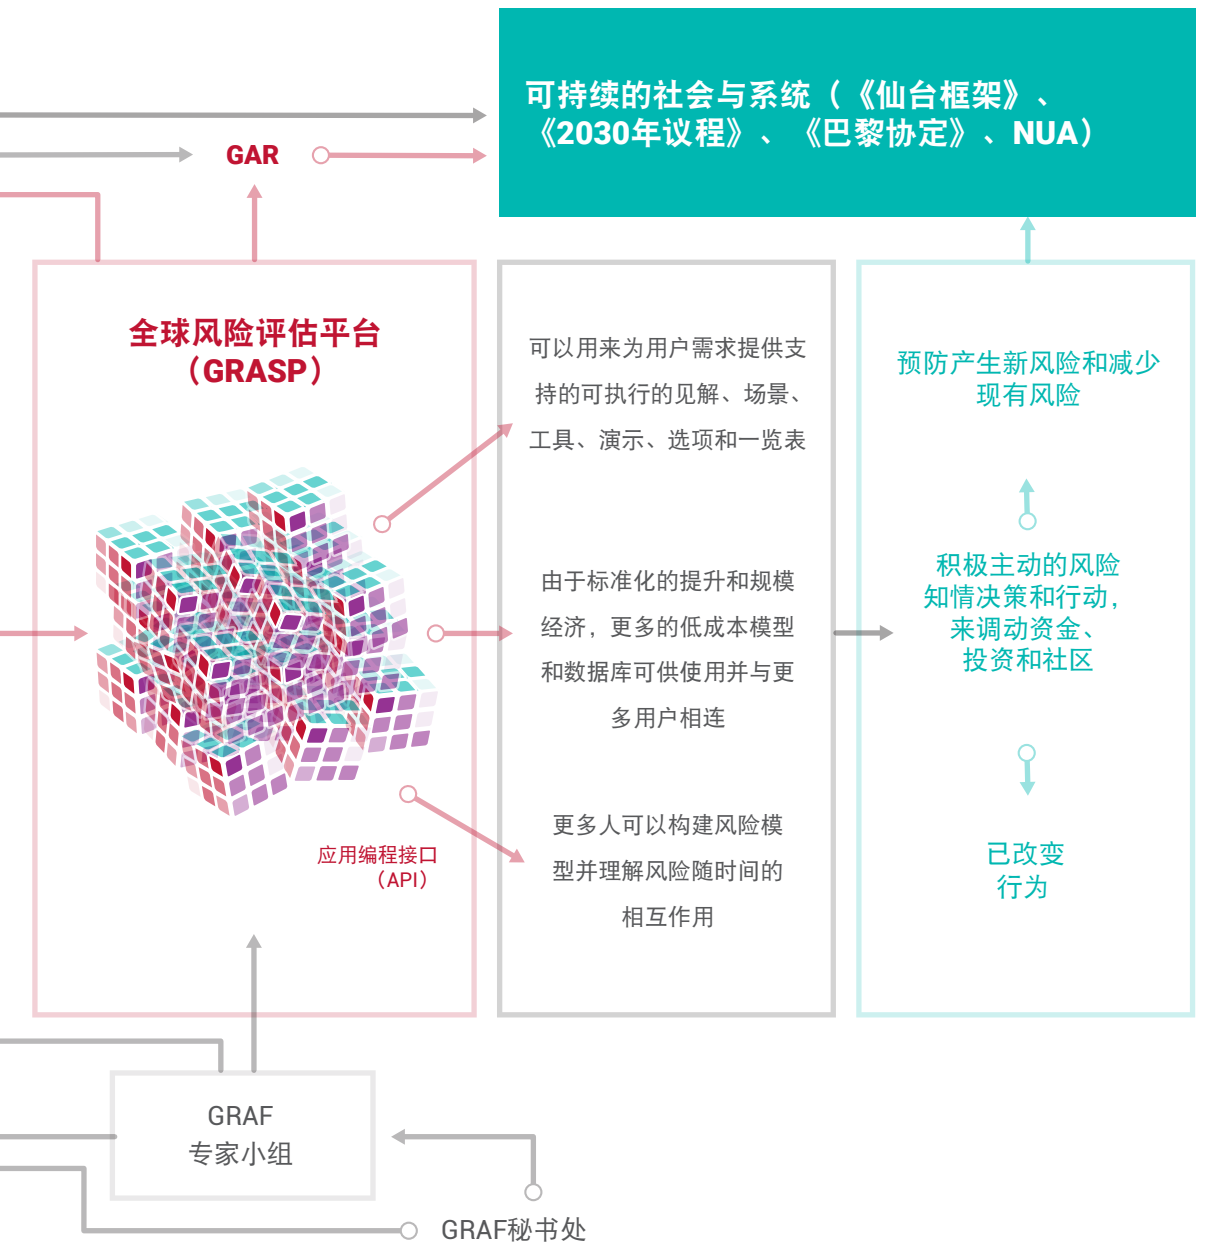 可持续的社会与系统（《仙台框架》、
《2030年议程》、《巴黎协定》、NUA）
GAR
全球风险评估平台
（GRASP）
应用编程接口
（API）
可以用来为用户需求提供支
持的可执行的见解、场景、
工具、演示、选项和一览表
由于标准化的提升和规模
经济，更多的低成本模型
和数据库可供使用并与更
多用户相连
更多人可以构建风险模
型并理解风险随时间的
相互作用
预防产生新风险和减少
现有风险
积极主动的风险
知情决策和行动，
来调动资金、
投资和社区
已改变
行为
GRAF
专家小组
GRAF秘书处